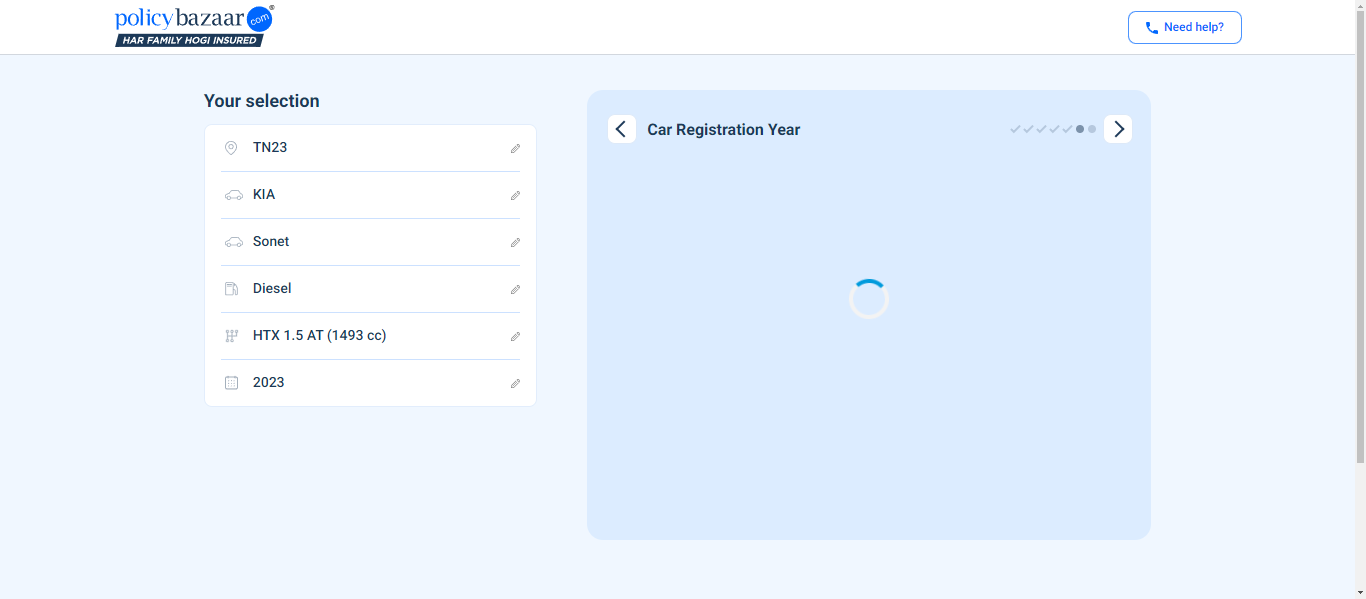 policybazaar com®
HAR FAMILY HOGI INSURED
Need help?
Your selection
TN23
KIA
Sonet
Diesel
HTX 1.5 AT (1493 cc)
2023
Car Registration Year